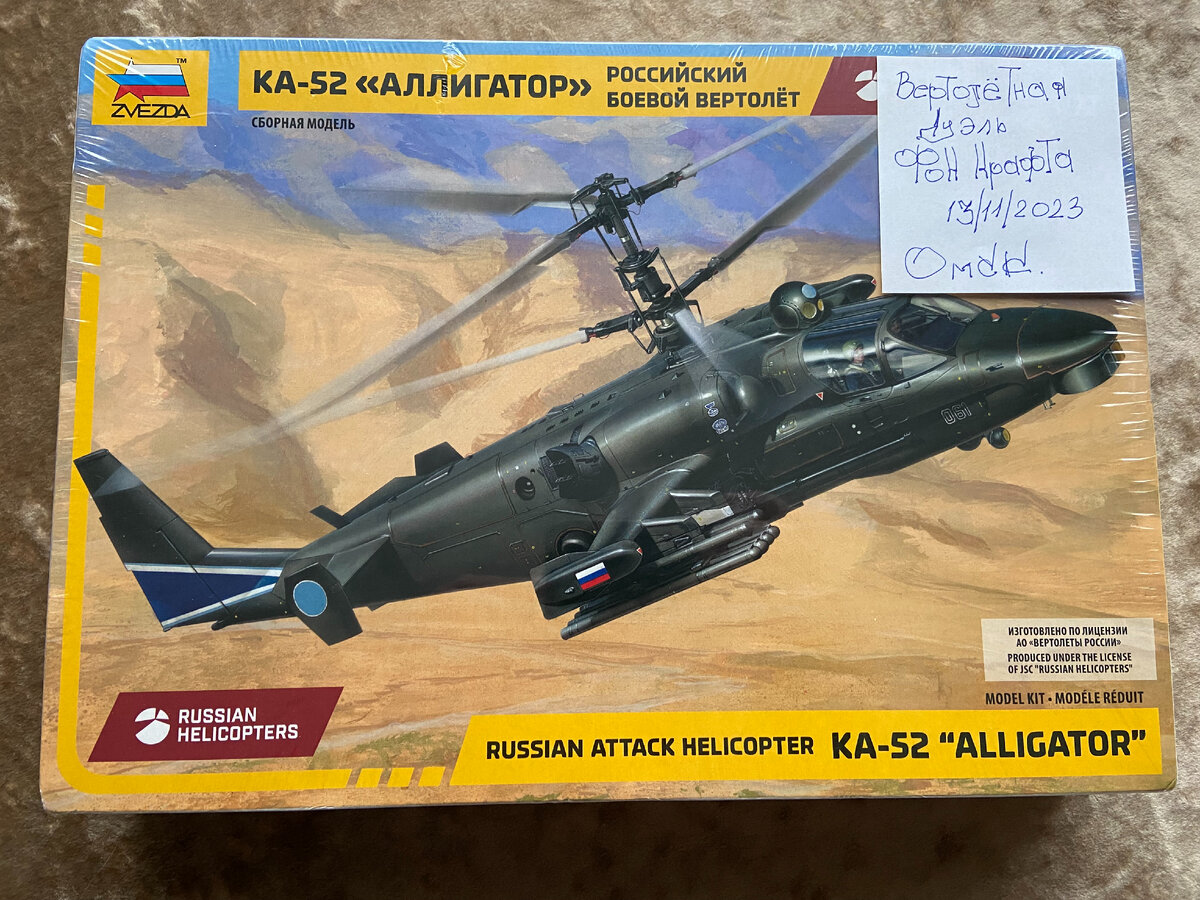 ZVEZDA
TM
КА-52 «АЛЛИГАТОР»
РОССИЙСКИЙ
БОЕВОЙ ВЕРТОЛЁТ
СБОРНАЯ МОДЕЛЬ
Вертолётная
Дуэль
Фон Крафта
13/11/2023
Омск.
061
ИЗГОТОВЛЕНО ПО ЛИЦЕНЗИИ
АО «ВЕРТОЛЕТЫ РОССИИ»
PRODUCED UNDER THE LICENSE
OF JSC "RUSSIAN HELICOPTERS"
MODEL KIT • MODÉLE RÉDUIT
RUSSIAN
HELICOPTERS
RUSSIAN ATTACK HELICOPTER KA-52 "ALLIGATOR"